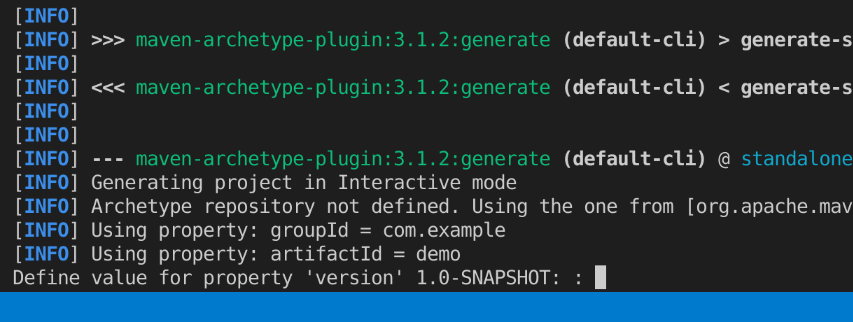 [INFO]
[INFO] >>> maven-archetype-plugin:3.1.2:generate (default-cli) > generate-s
[INFO]
[INFO] <<< maven-archetype-plugin:3.1.2:generate (default-cli) < generate-s
[INFO]
[INFO]
[INFO] --- maven-archetype-plugin:3.1.2:generate (default-cli) @ standalone
[INFO] Generating project in Interactive mode
[INFO] Archetype repository not defined. Using the one from [org.apache.mav
[INFO] Using property: groupId = com.example
[INFO] Using property: artifactId = demo
Define value for property 'version' 1.0-SNAPSHOT: :